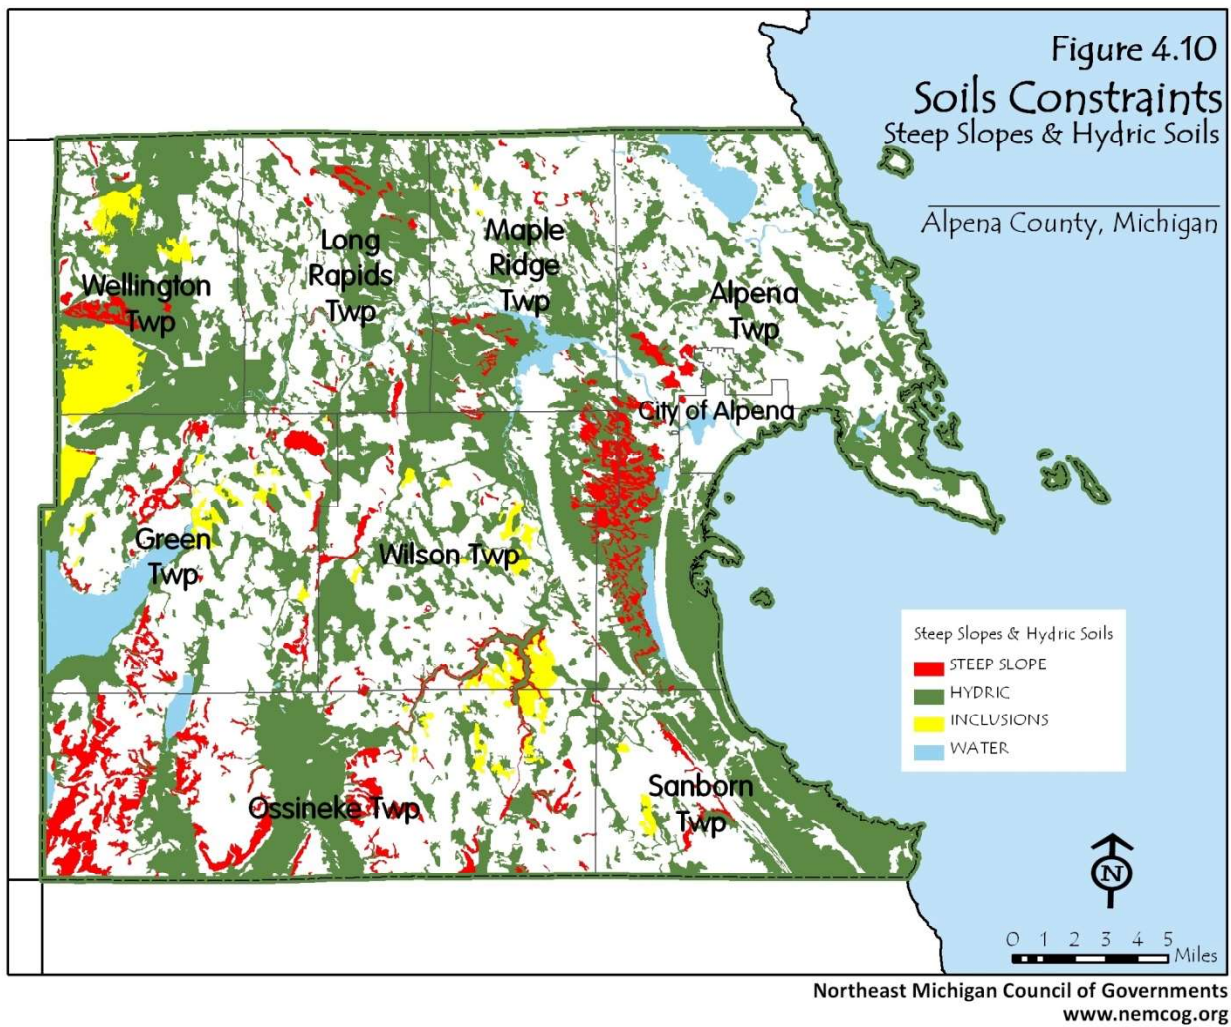 Figure 4.10
Soils Constraints
Steep Slopes & Hydric Soils
Alpena County, Michigan
Maple
Ridge
Twp
Long
Rapids
Twp
Wellington
Twp
Alpena
Twp
City of Alpena
Green
Twp
Wilson Twp
Ossineke Twp
Sanborn
Twp
Steep Slopes & Hydric Soils
STEEP SLOPE
HYDRIC
INCLUSIONS
WATER
N
0 1 2 3 4 5
Miles
Northeast Michigan Council of Governments
www.nemcog.org